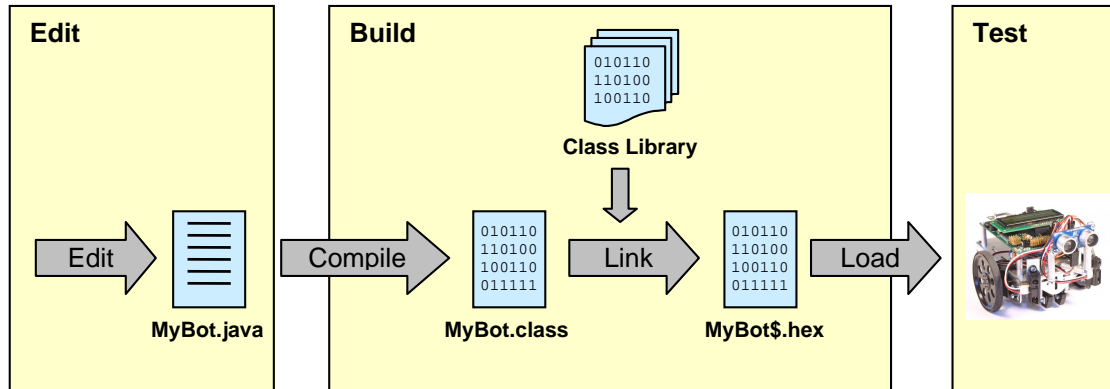 Edit
Build
Test
010110
110100
100110
Class Library
Edit
MyBot.java
Compile
010110
110100
100110
011111
MyBot.class
Link
010110
110100
100110
011111
MyBot$.hex
Load